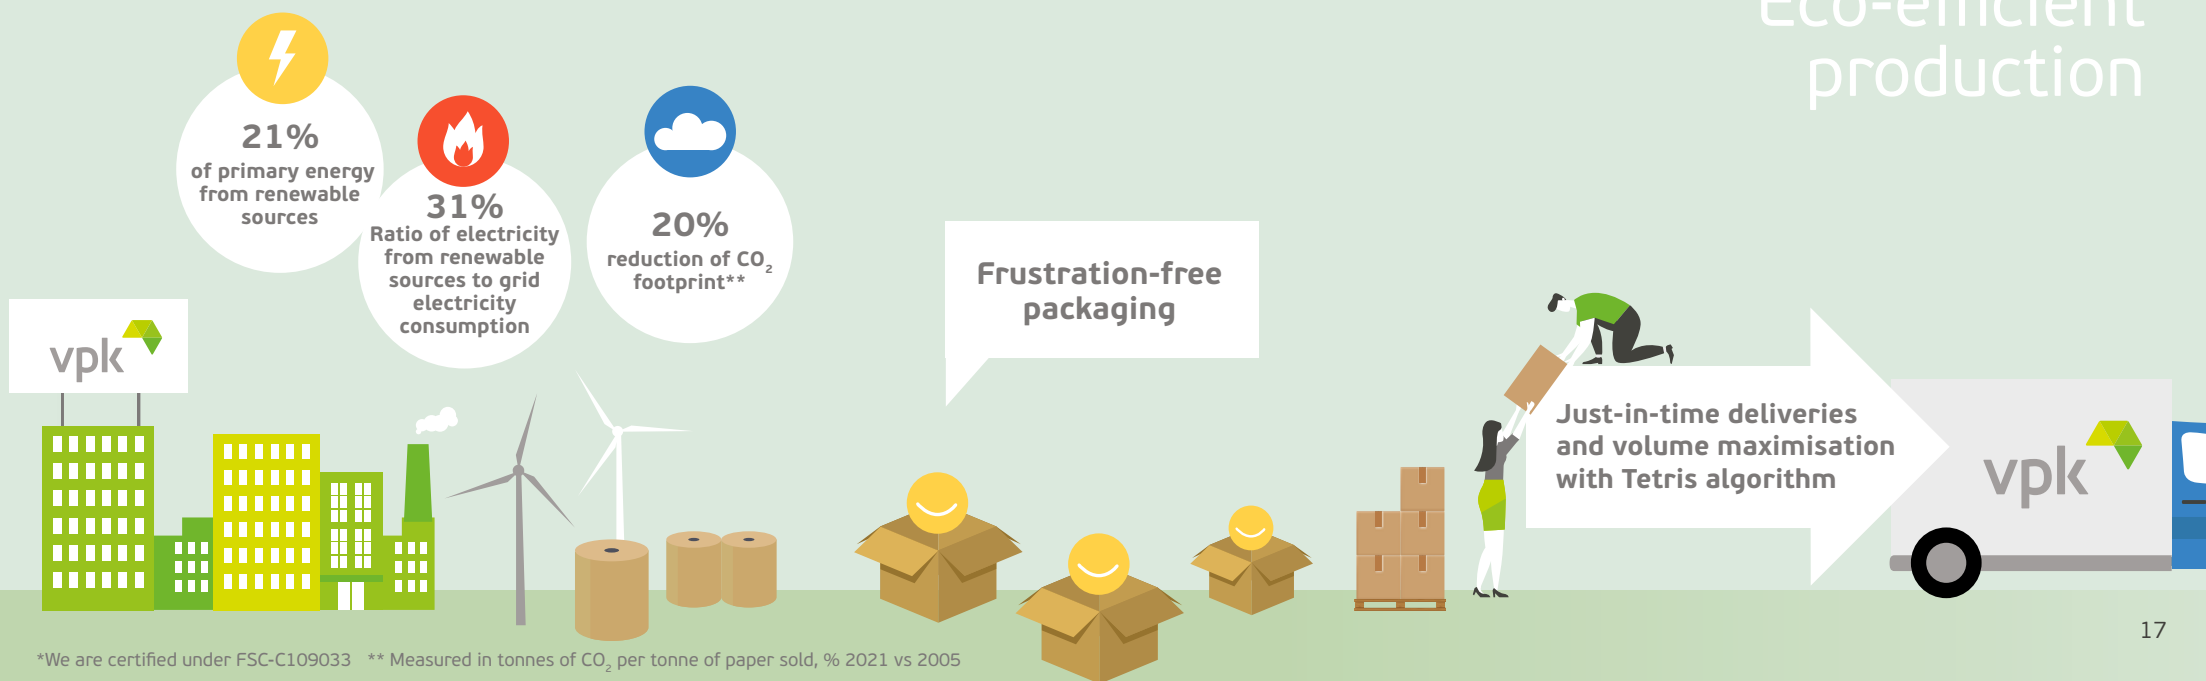 Eco-efficient
production
21%
of primary energy
from renewable
sources
31%
Ratio of electricity
from renewable
sources to grid
electricity
consumption
20%
reduction of CO₂
footprint**
Frustration-free
packaging
vpk
Just-in-time deliveries
and volume maximisation
with Tetris algorithm
vpk
17
*We are certified under FSC-C109033 ** Measured in tonnes of CO₂ per tonne of paper sold, % 2021 vs 2005